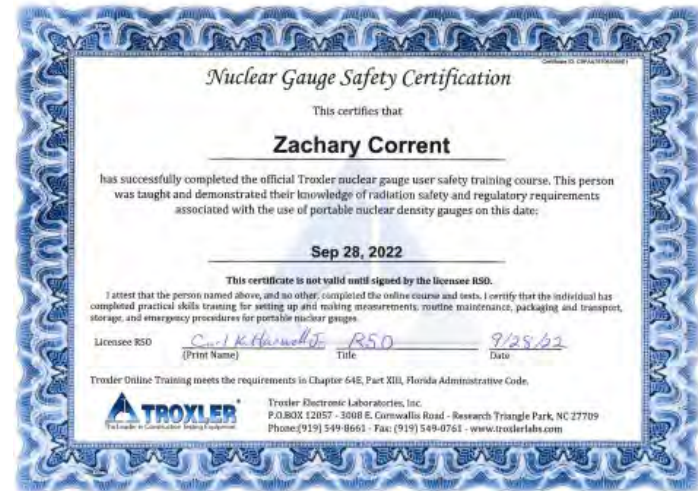 Nuclear Gauge Safety Certification
This certifies that
Zachary Corrent
has successfully completed the official Troxler nuclear gauge user safety training course. This person
was taught and demonstrated their knowledge of radiation safety and regulatory requirements
associated with the use of portable nuclear density gauges on this date:
Sep 28, 2022
This certificate is not valid until signed by the licensee RSO.
I attest that the person named above, and no other, completed the online course and tests. I certify that the individual has
completed practical skills training for setting up and making measurements, routine maintenance, packaging and transport,
storage, and emergency procedures for portable nuclear gauges.
Licensee RSO K. RSO 9/28/22
(Print Name) Title Date
Troxler Online Training meets the requirements in Chapter 64E, Part XIII, Florida Administrative Code.
TROXLER
The Leader in Construction Testing Equipment
Troxler Electronic Laboratories, Inc.
P.O.BOX 12057 - 3008 E. Cornwallis Road - Research Triangle Park, NC 27709
Phone:(919) 549-8661 - Fax: (919) 549-0761 - www.troxlerlabs.com